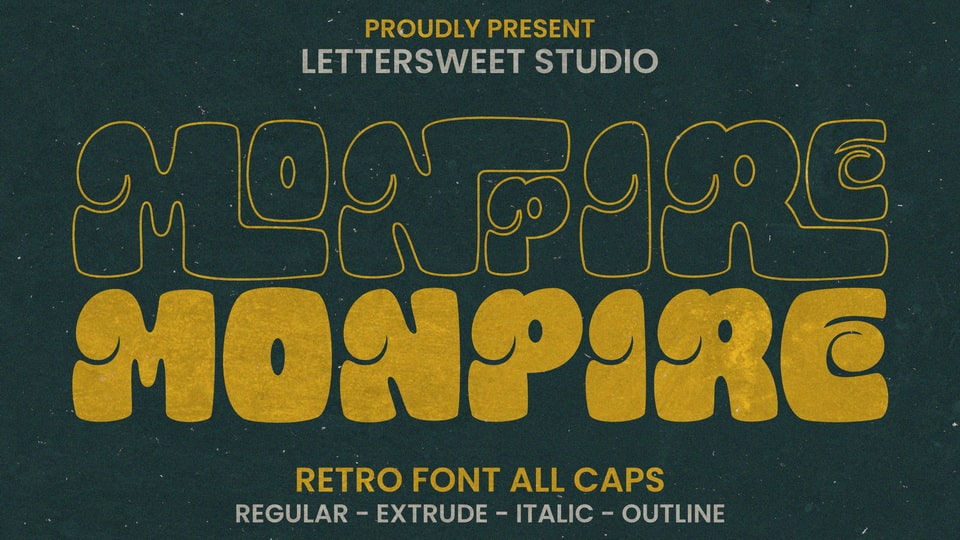 PROUDLY PRESENT
LETTERSWEET STUDIO
MONPIRE
MONPIRE
RETRO FONT ALL CAPS
REGULAR - EXTRUDE - ITALIC - OUTLINE